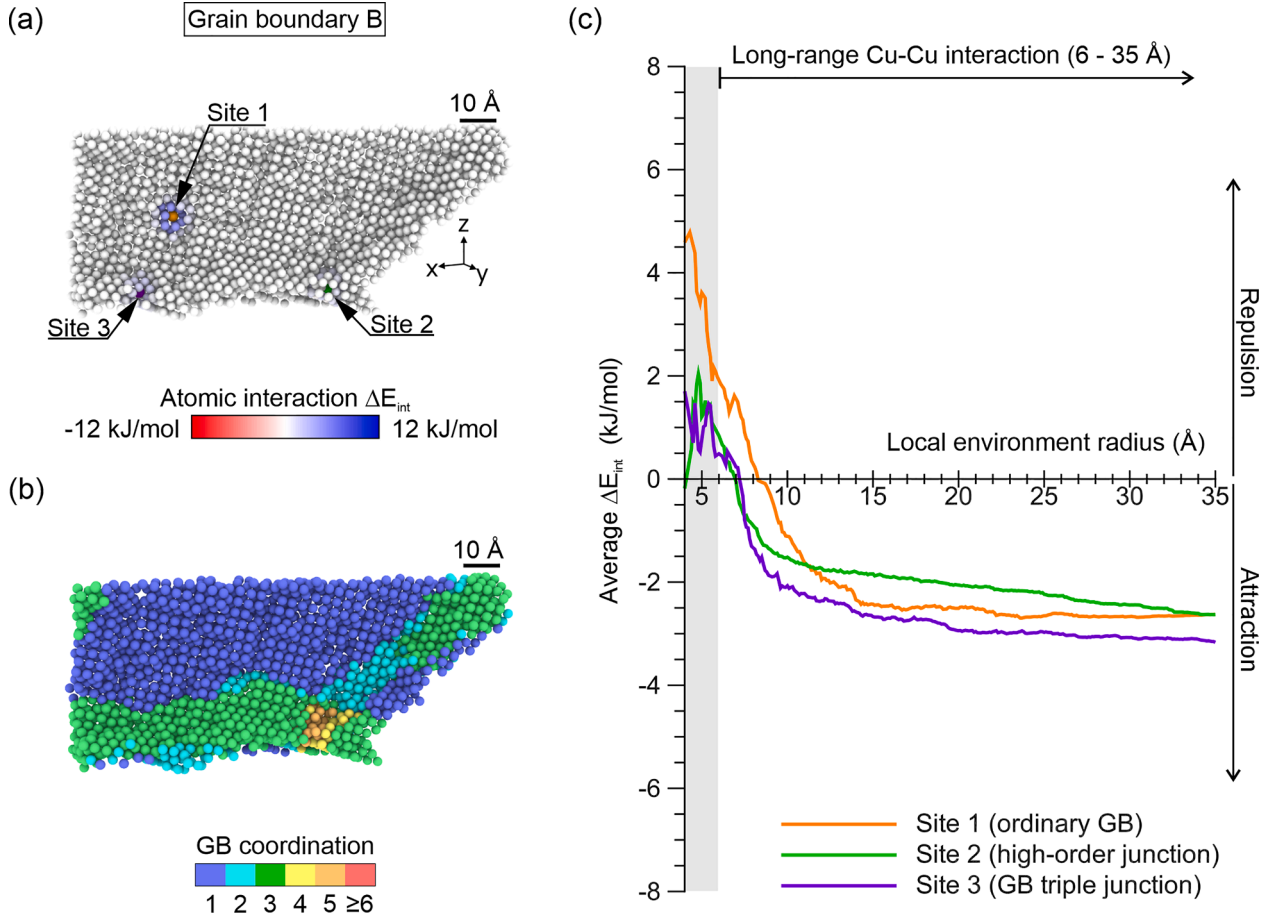 (a)
Grain boundary B
Site 1
10 Å
z
x
y
Site 3
Site 2
Atomic interaction ΔEint
-12 kJ/mol
12 kJ/mol
(b)
10 Å
GB coordination
1 2 3 4 5 ≥6
(c)
Long-range Cu-Cu interaction (6 - 35 Å)
8
6
4
2
0
-2
-4
-6
-8
Average ΔEint (kJ/mol)
Local environment radius (Å)
5 10 15 20 25 30 35
Repulsion
Attraction
Site 1 (ordinary GB)
Site 2 (high-order junction)
Site 3 (GB triple junction)